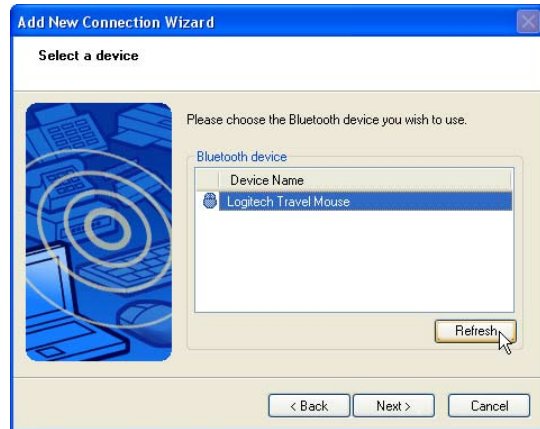 Add New Connection Wizard
Select a device
Please choose the Bluetooth device you wish to use.
Bluetooth device
Device Name
Logitech Travel Mouse
Refresh
< Back Next > Cancel